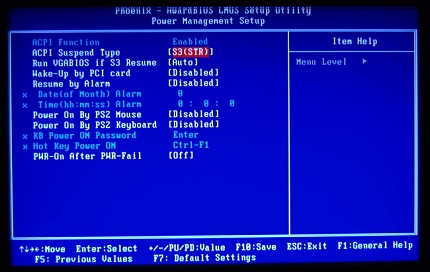 Phoenix - AwardBIOS CMOS Setup Utility
Power Management Setup
ACPI Function Enabled
ACPI Suspend Type [S3(STR)]
Run VGABIOS if S3 Resume [Auto]
Wake-Up by PCI card [Disabled]
Resume by Alarm [Disabled]
x Date(of Month) Alarm 0
x Time(hh:mm:ss) Alarm 0 : 0 : 0
Power On By PS2 Mouse [Disabled]
Power On By PS2 Keyboard [Disabled]
x KB Power ON Password Enter
x Hot Key Power ON Ctrl-F1
PWR-On After PWR-Fail [Off]
Item Help
Menu Level ▸
↑↓→←:Move Enter:Select +/-/PU/PD:Value F10:Save ESC:Exit F1:General Help
F5: Previous Values F7: Default Settings